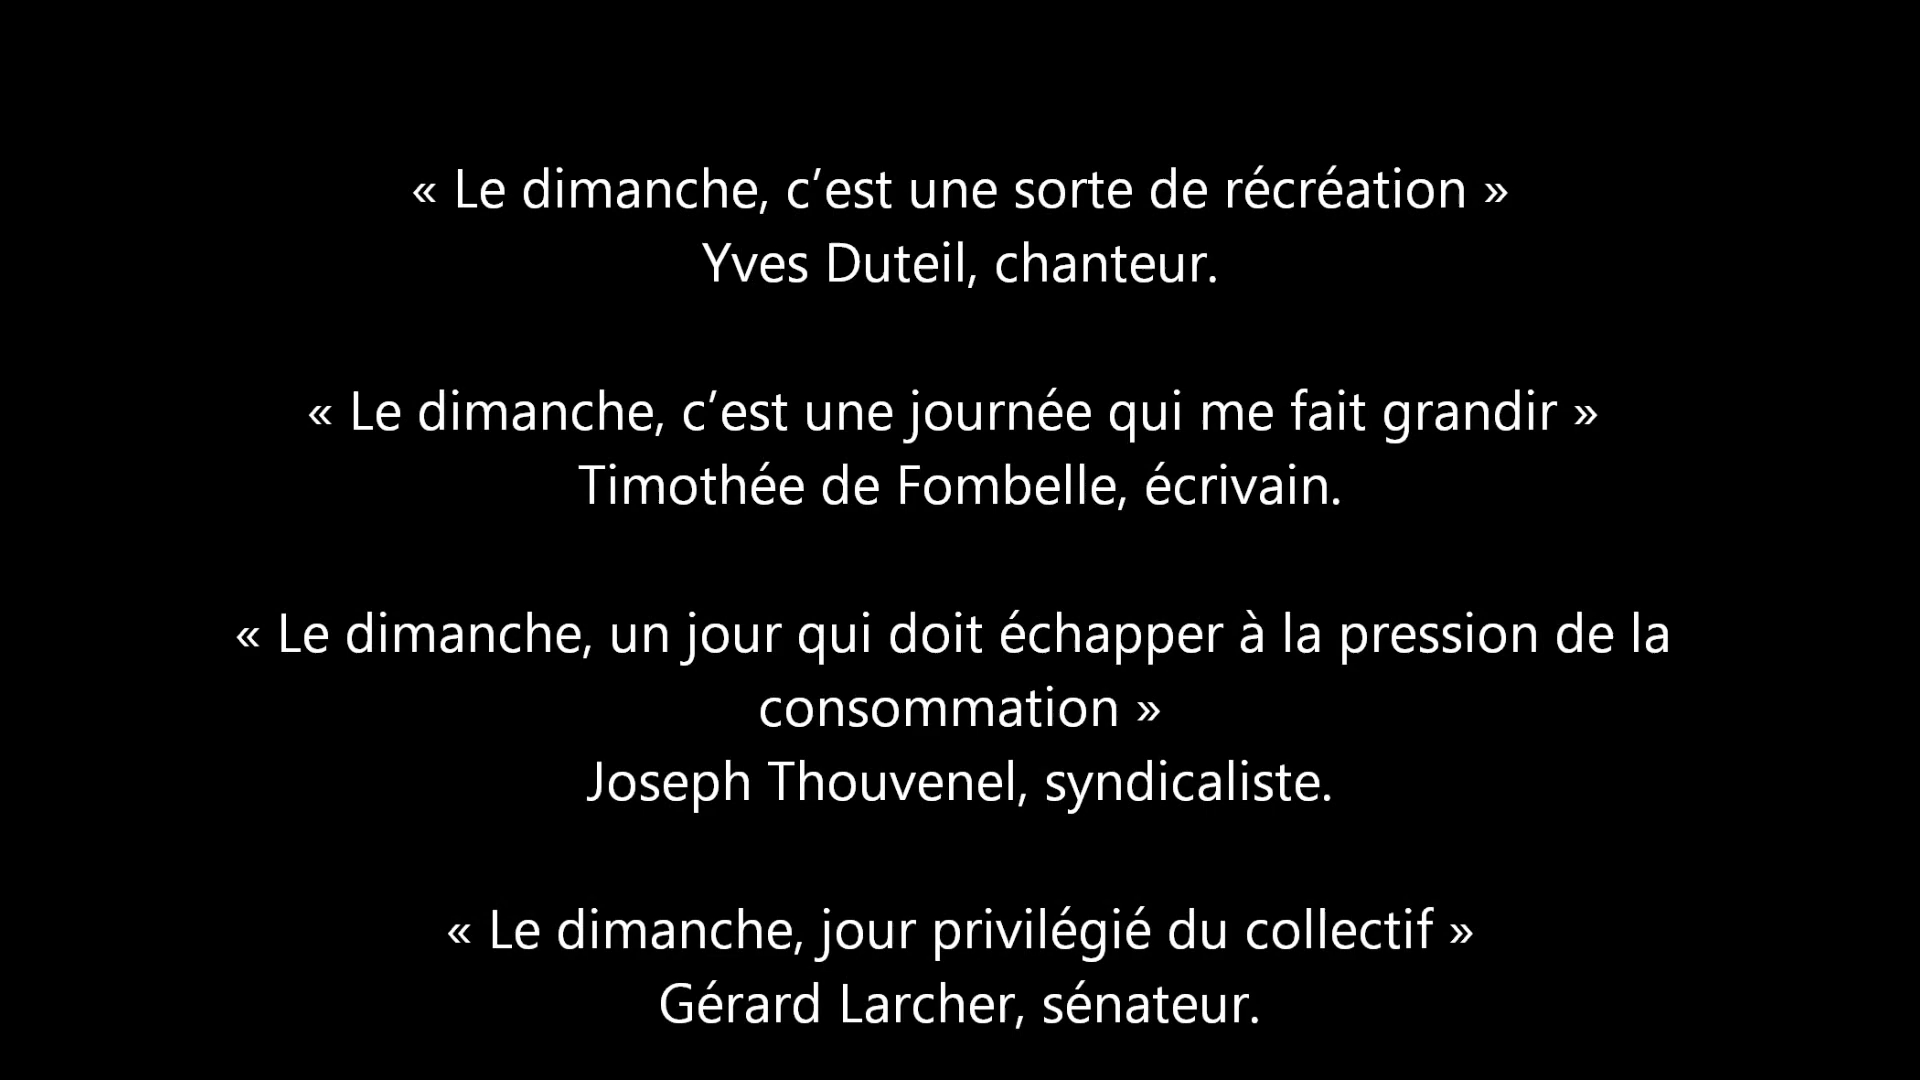 « Le dimanche, c’est une sorte de récréation »
Yves Duteil, chanteur.
« Le dimanche, c’est une journée qui me fait grandir »
Timothée de Fombelle, écrivain.
« Le dimanche, un jour qui doit échapper à la pression de la
consommation »
Joseph Thouvenel, syndicaliste.
« Le dimanche, jour privilégié du collectif »
Gérard Larcher, sénateur.